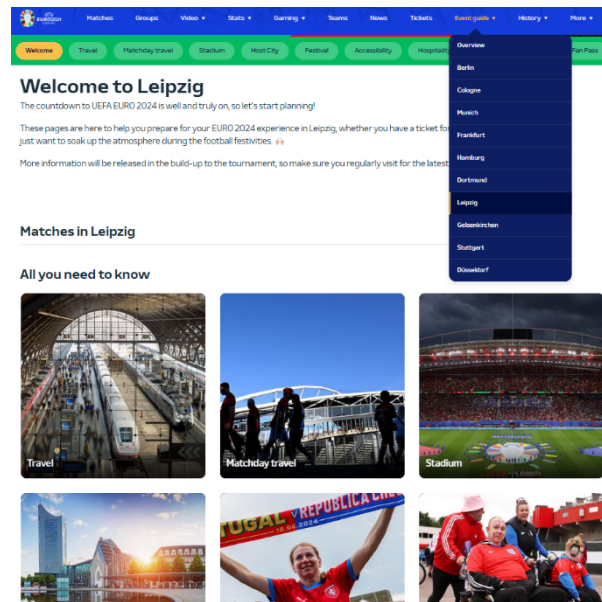 EURO2024
Matches
Groups
Video
Stats
Gaming
Teams
News
Tickets
Event guide
History
More
Welcome
Travel
Matchday travel
Stadium
Host City
Festival
Accessibility
Hospitality
Fan Pass
Overview
Berlin
Cologne
Munich
Frankfurt
Hamburg
Dortmund
Leipzig
Gelsenkirchen
Stuttgart
Düsseldorf
Welcome to Leipzig
The countdown to UEFA EURO 2024 is well and truly on, so let's start planning!
These pages are here to help you prepare for your EURO 2024 experience in Leipzig, whether you have a ticket for
just want to soak up the atmosphere during the football festivities.
More information will be released in the build-up to the tournament, so make sure you regularly visit for the latest
Matches in Leipzig
All you need to know
Travel
Matchday travel
Stadium
TUGAL V REPÚBLICA CHE
2024